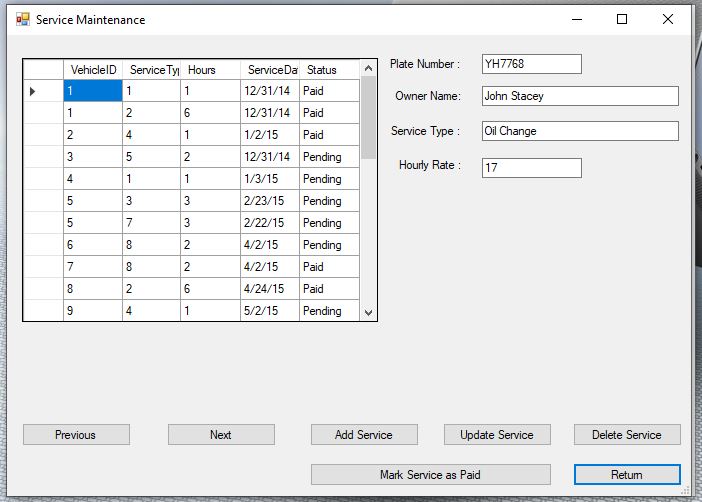 Service Maintenance
VehicleID ServiceTyp Hours ServiceDat Status
1 1 1 12/31/14 Paid
1 2 6 12/31/14 Paid
2 4 1 1/2/15 Paid
3 5 2 12/31/14 Pending
4 1 1 1/3/15 Pending
5 3 3 2/23/15 Pending
5 7 3 2/22/15 Pending
6 8 2 4/2/15 Pending
7 8 2 4/2/15 Paid
8 2 6 4/24/15 Paid
9 4 1 5/2/15 Pending
Plate Number : YH7768
Owner Name: John Stacey
Service Type : Oil Change
Hourly Rate : 17
Previous Next Add Service Update Service Delete Service
Mark Service as Paid Return